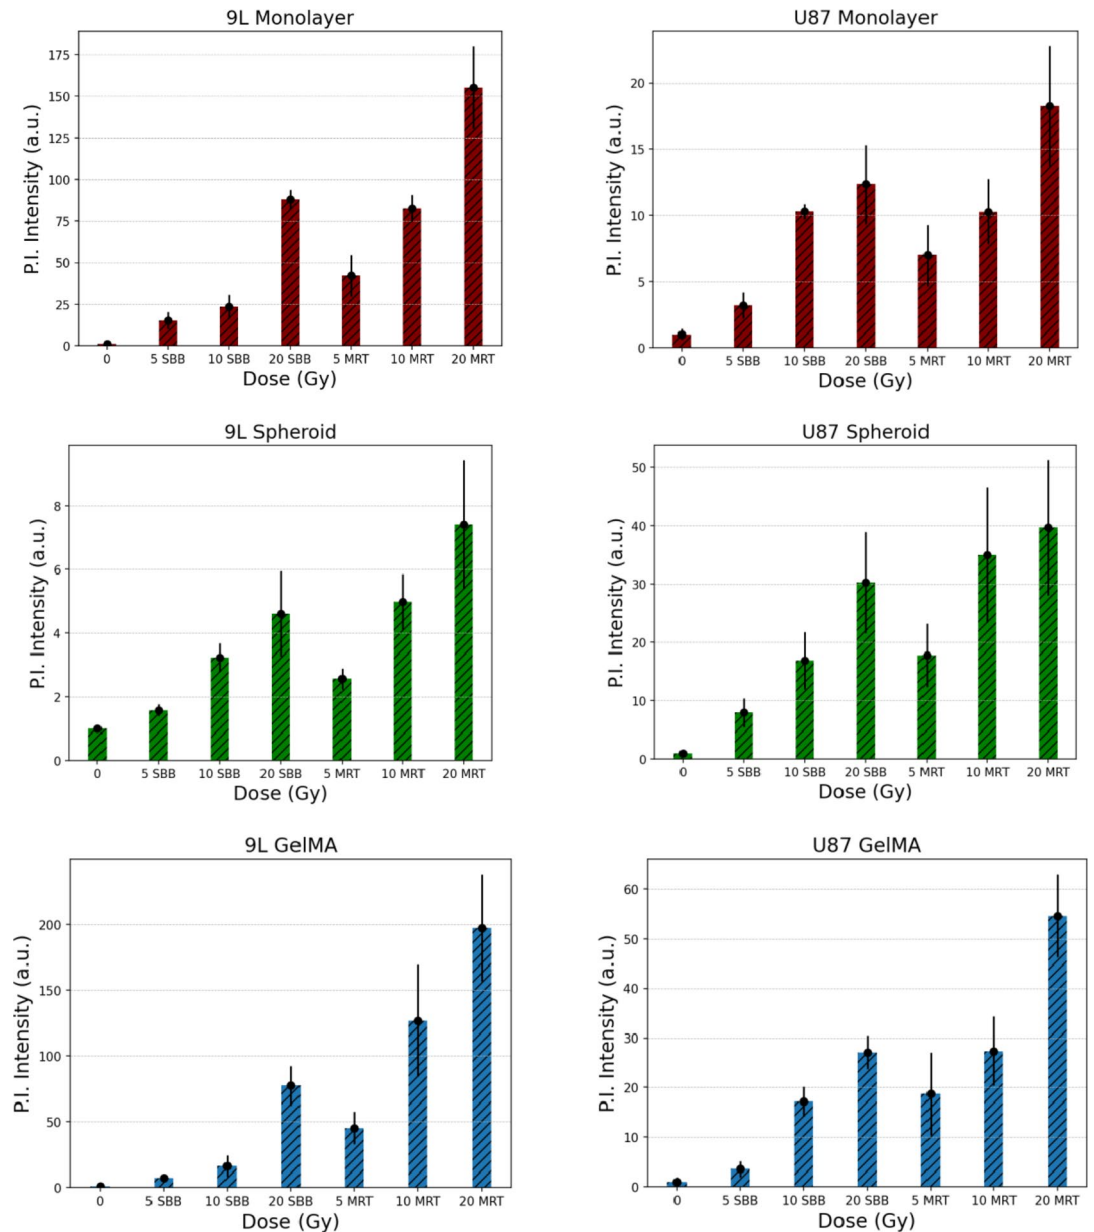 9L Monolayer
P.I. Intensity (a.u.)
175
150
125
100
75
50
25
0
0 5 SBB 10 SBB 20 SBB 5 MRT 10 MRT 20 MRT
Dose (Gy)
U87 Monolayer
P.I. Intensity (a.u.)
20
15
10
5
0
0 5 SBB 10 SBB 20 SBB 5 MRT 10 MRT 20 MRT
Dose (Gy)
9L Spheroid
P.I. Intensity (a.u.)
8
6
4
2
0
0 5 SBB 10 SBB 20 SBB 5 MRT 10 MRT 20 MRT
Dose (Gy)
U87 Spheroid
P.I. Intensity (a.u.)
50
40
30
20
10
0
0 5 SBB 10 SBB 20 SBB 5 MRT 10 MRT 20 MRT
Dose (Gy)
9L GelMA
P.I. Intensity (a.u.)
200
150
100
50
0
0 5 SBB 10 SBB 20 SBB 5 MRT 10 MRT 20 MRT
Dose (Gy)
U87 GelMA
P.I. Intensity (a.u.)
60
50
40
30
20
10
0
0 5 SBB 10 SBB 20 SBB 5 MRT 10 MRT 20 MRT
Dose (Gy)